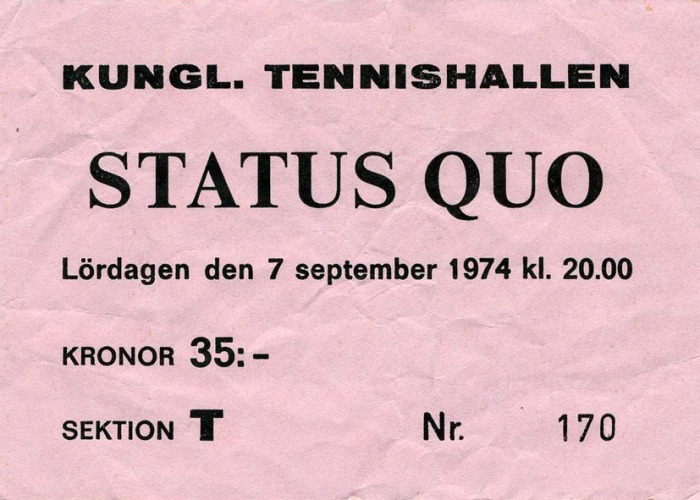 KUNGL. TENNISHALLEN
STATUS QUO
Lördagen den 7 september 1974 kl. 20.00
KRONOR 35:-
SEKTION T Nr. 170